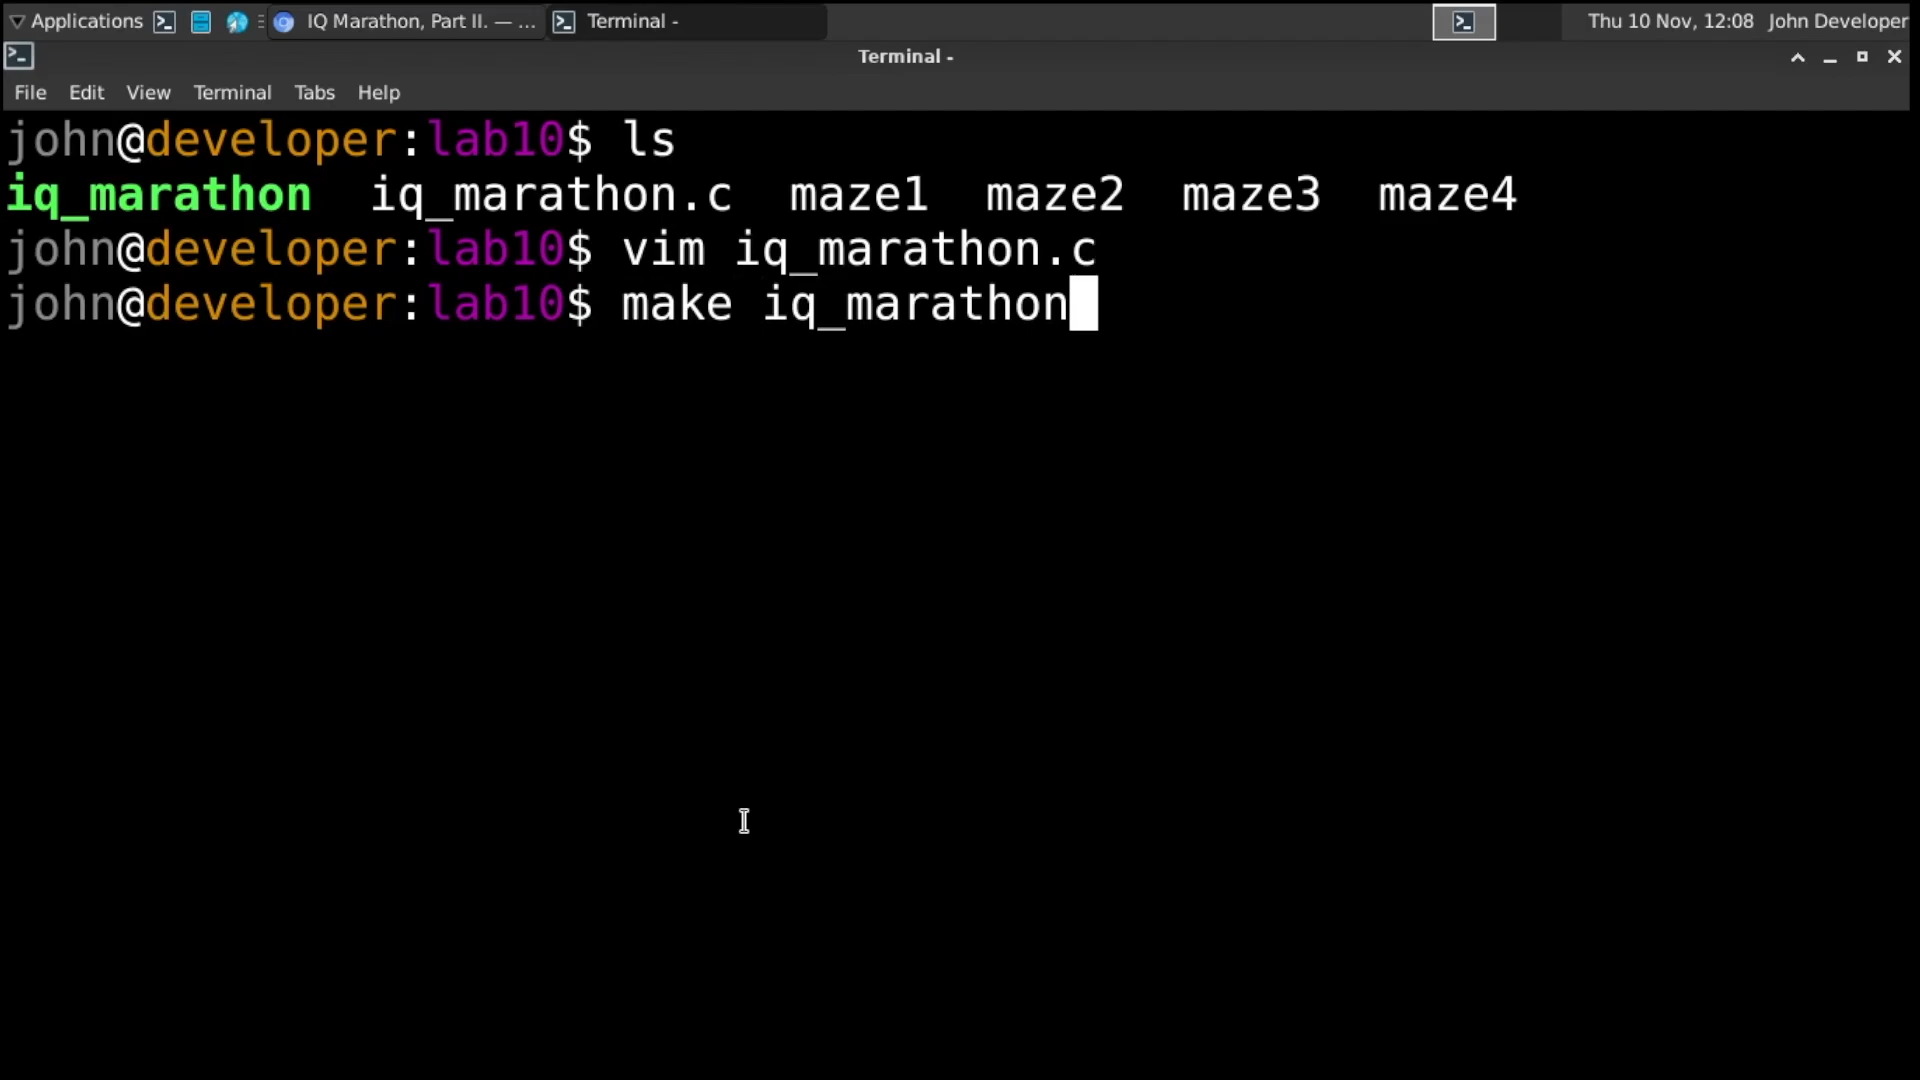 Applications IQ Marathon, Part II. — ... Terminal - Thu 10 Nov, 12:08 John Developer
Terminal -
File Edit View Terminal Tabs Help
john@developer:lab10$ ls
iq_marathon iq_marathon.c maze1 maze2 maze3 maze4
john@developer:lab10$ vim iq_marathon.c
john@developer:lab10$ make iq_marathon